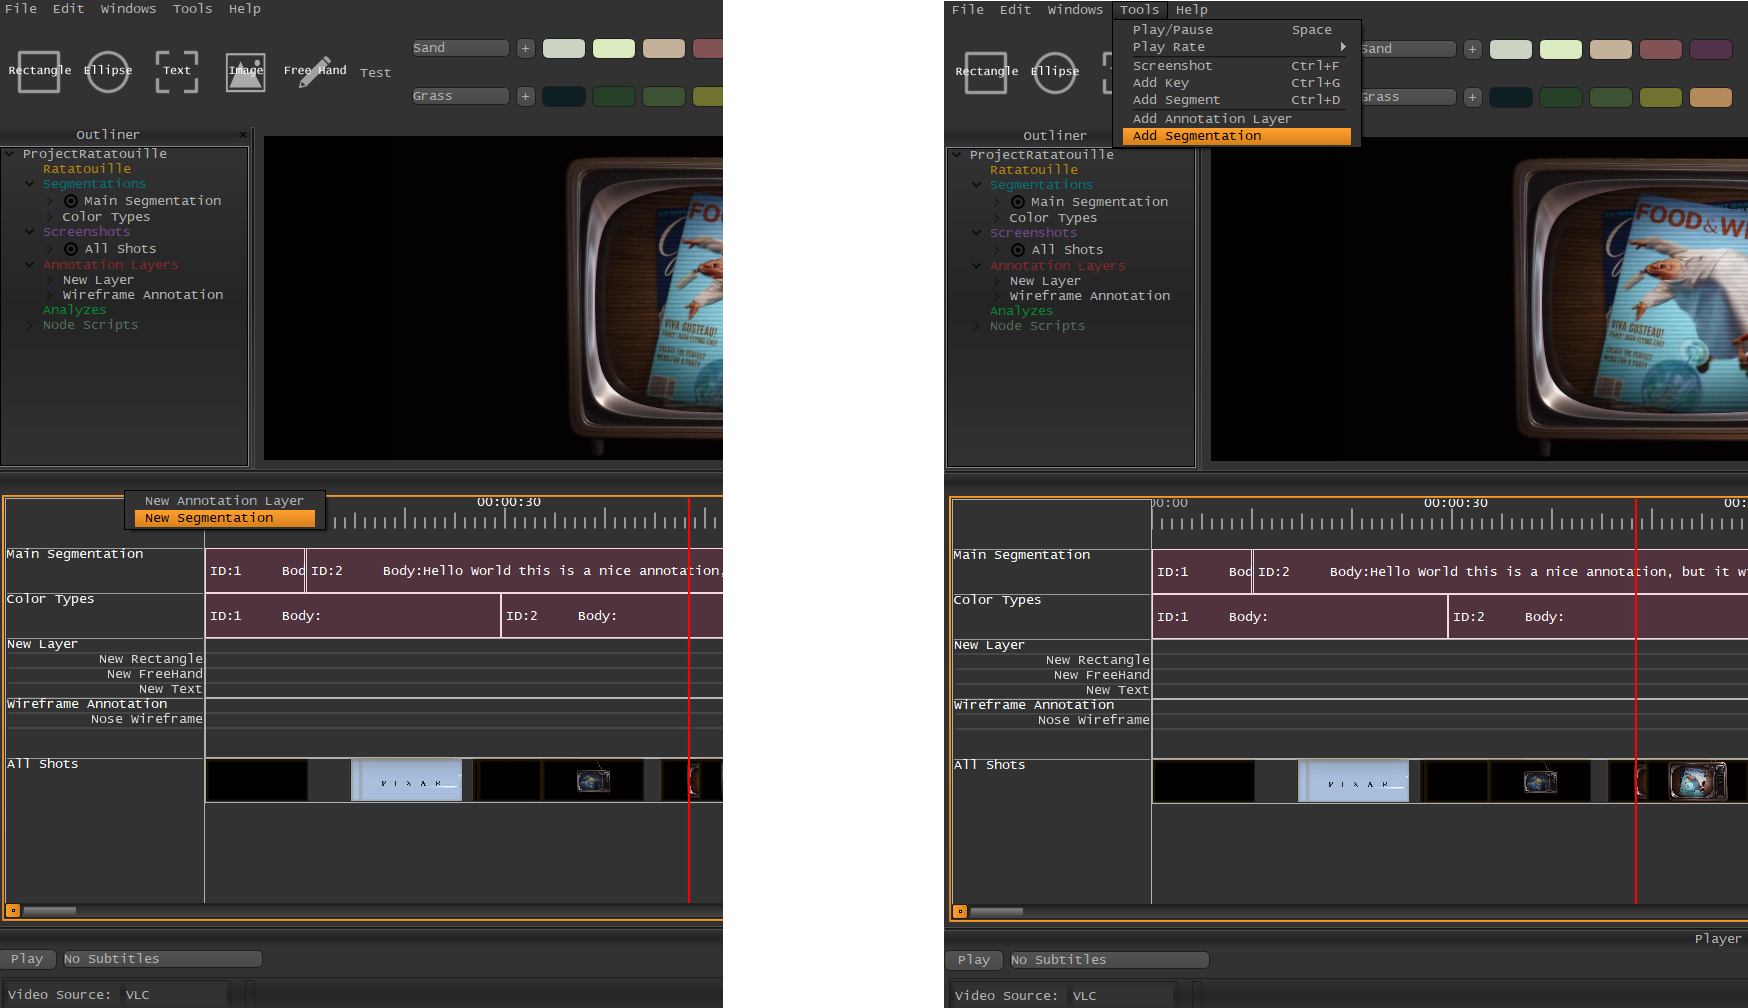 File Edit Windows Tools Help
Rectangle Ellipse Text Image Free Hand Test
Sand +
Grass +
Outliner ×
ProjectRatatouille
Ratatouille
Segmentations
Main Segmentation
Color Types
Screenshots
All Shots
Annotation Layers
New Layer
Wireframe Annotation
Analyzes
Node Scripts
FOO
VIVA GUSTEAU!
New Annotation Layer
New Segmentation
00:00:30
Main Segmentation
ID:1 Bod ID:2 Body:Hello World this is a nice annotation,
Color Types
ID:1 Body: ID:2 Body:
New Layer
New Rectangle
New FreeHand
New Text
Wireframe Annotation
Nose Wireframe
All Shots
PIXAR
Play No Subtitles
Video Source: VLC
File Edit Windows Tools Help
Play/Pause Space
Play Rate
Screenshot Ctrl+F
Add Key Ctrl+G
Add Segment Ctrl+D
Add Annotation Layer
Add Segmentation
Rectangle Ellipse
Sand +
Grass +
Outliner
ProjectRatatouille
Ratatouille
Segmentations
Main Segmentation
Color Types
Screenshots
All Shots
Annotation Layers
New Layer
Wireframe Annotation
Analyzes
Node Scripts
FOOD & WI
VIVA GUSTEAU!
00:00 00:00:30 00:
Main Segmentation
ID:1 Bod ID:2 Body:Hello World this is a nice annotation, but it w
Color Types
ID:1 Body: ID:2 Body:
New Layer
New Rectangle
New FreeHand
New Text
Wireframe Annotation
Nose Wireframe
All Shots
PIXAR
Player
Play No Subtitles
Video Source: VLC